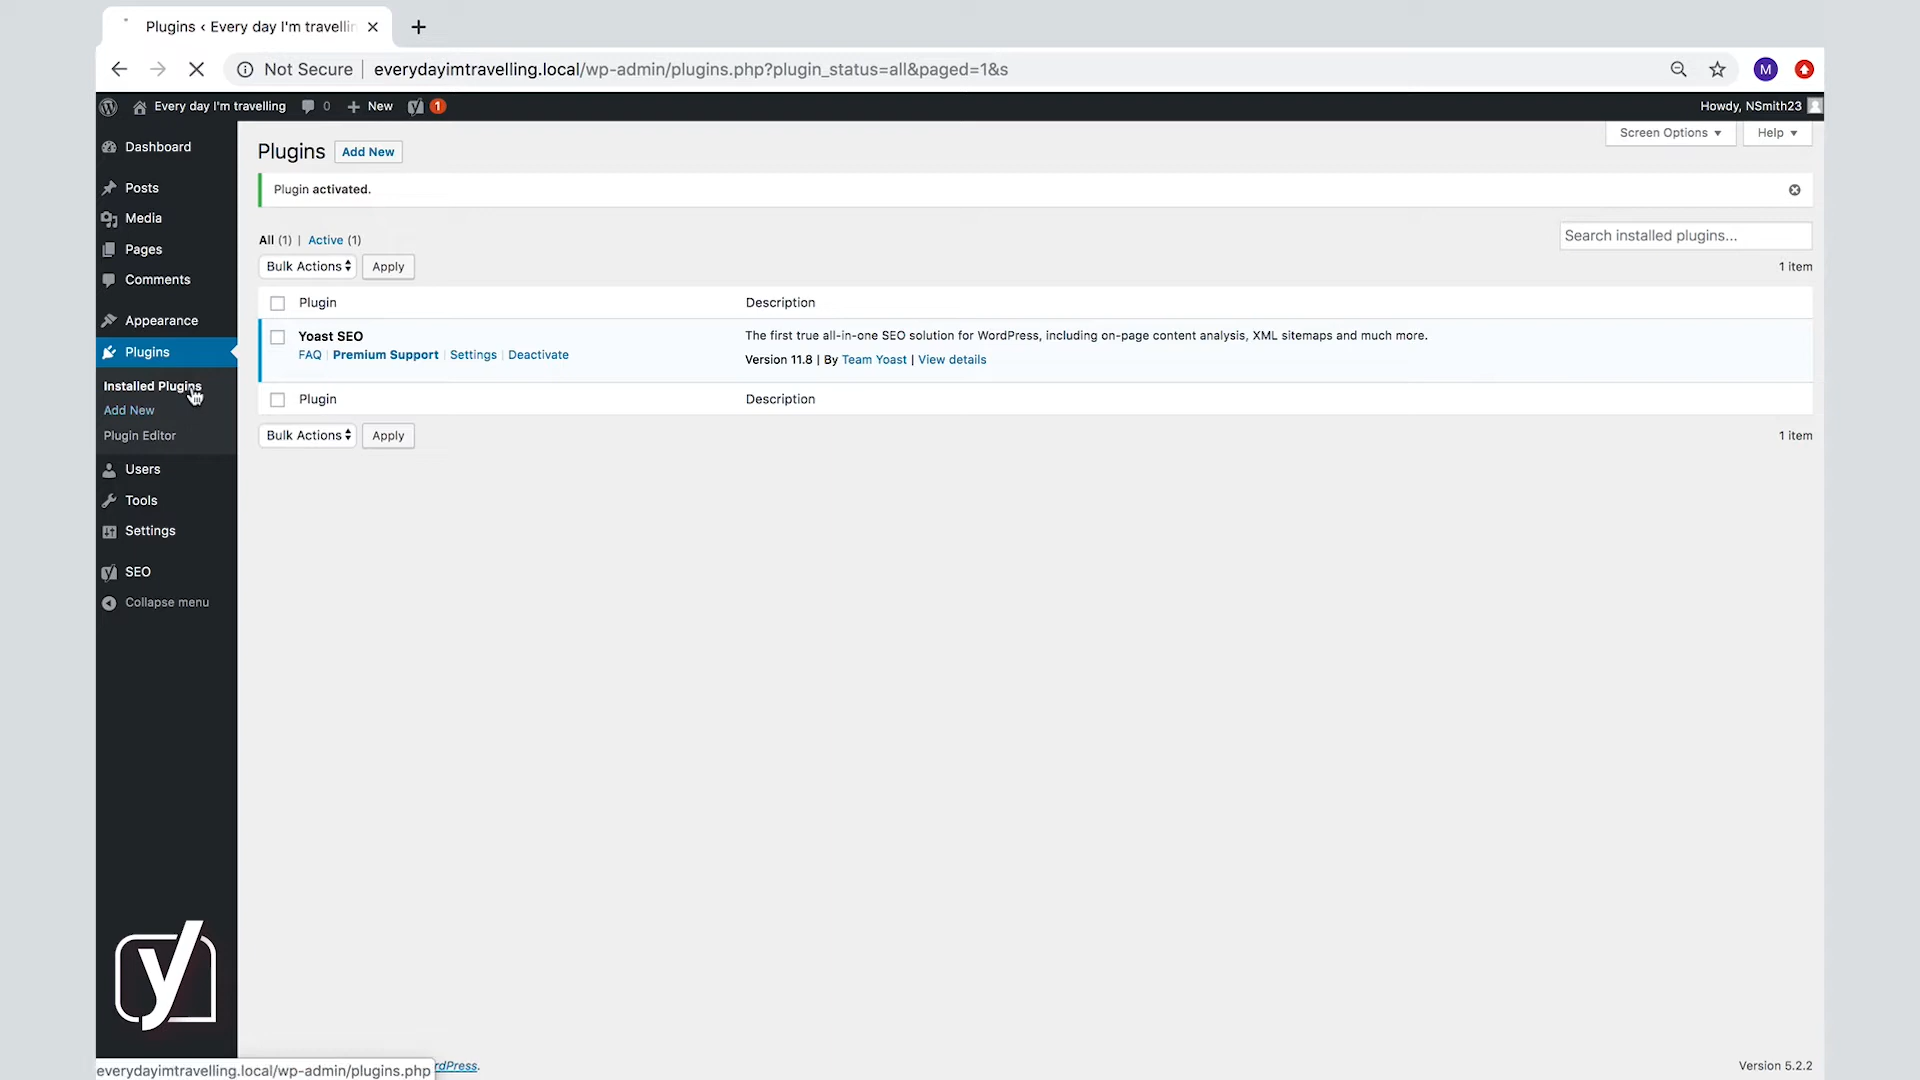 Plugins ‹ Every day I'm travellin
Not Secure | everydayimtravelling.local/wp-admin/plugins.php?plugin_status=all&paged=1&s
M
Every day I'm travelling 0 + New 1
Howdy, NSmith23
Screen Options
Help
Dashboard
Posts
Media
Pages
Comments
Appearance
Plugins
Installed Plugins
Add New
Plugin Editor
Users
Tools
Settings
SEO
Collapse menu
Plugins Add New
Plugin activated.
All (1) | Active (1)
Search installed plugins...
Bulk Actions Apply
1 item
Plugin Description
Yoast SEO
FAQ | Premium Support | Settings | Deactivate
The first true all-in-one SEO solution for WordPress, including on-page content analysis, XML sitemaps and much more.
Version 11.8 | By Team Yoast | View details
Plugin Description
Bulk Actions Apply
1 item
y
everydayimtravelling.local/wp-admin/plugins.php
rdPress.
Version 5.2.2